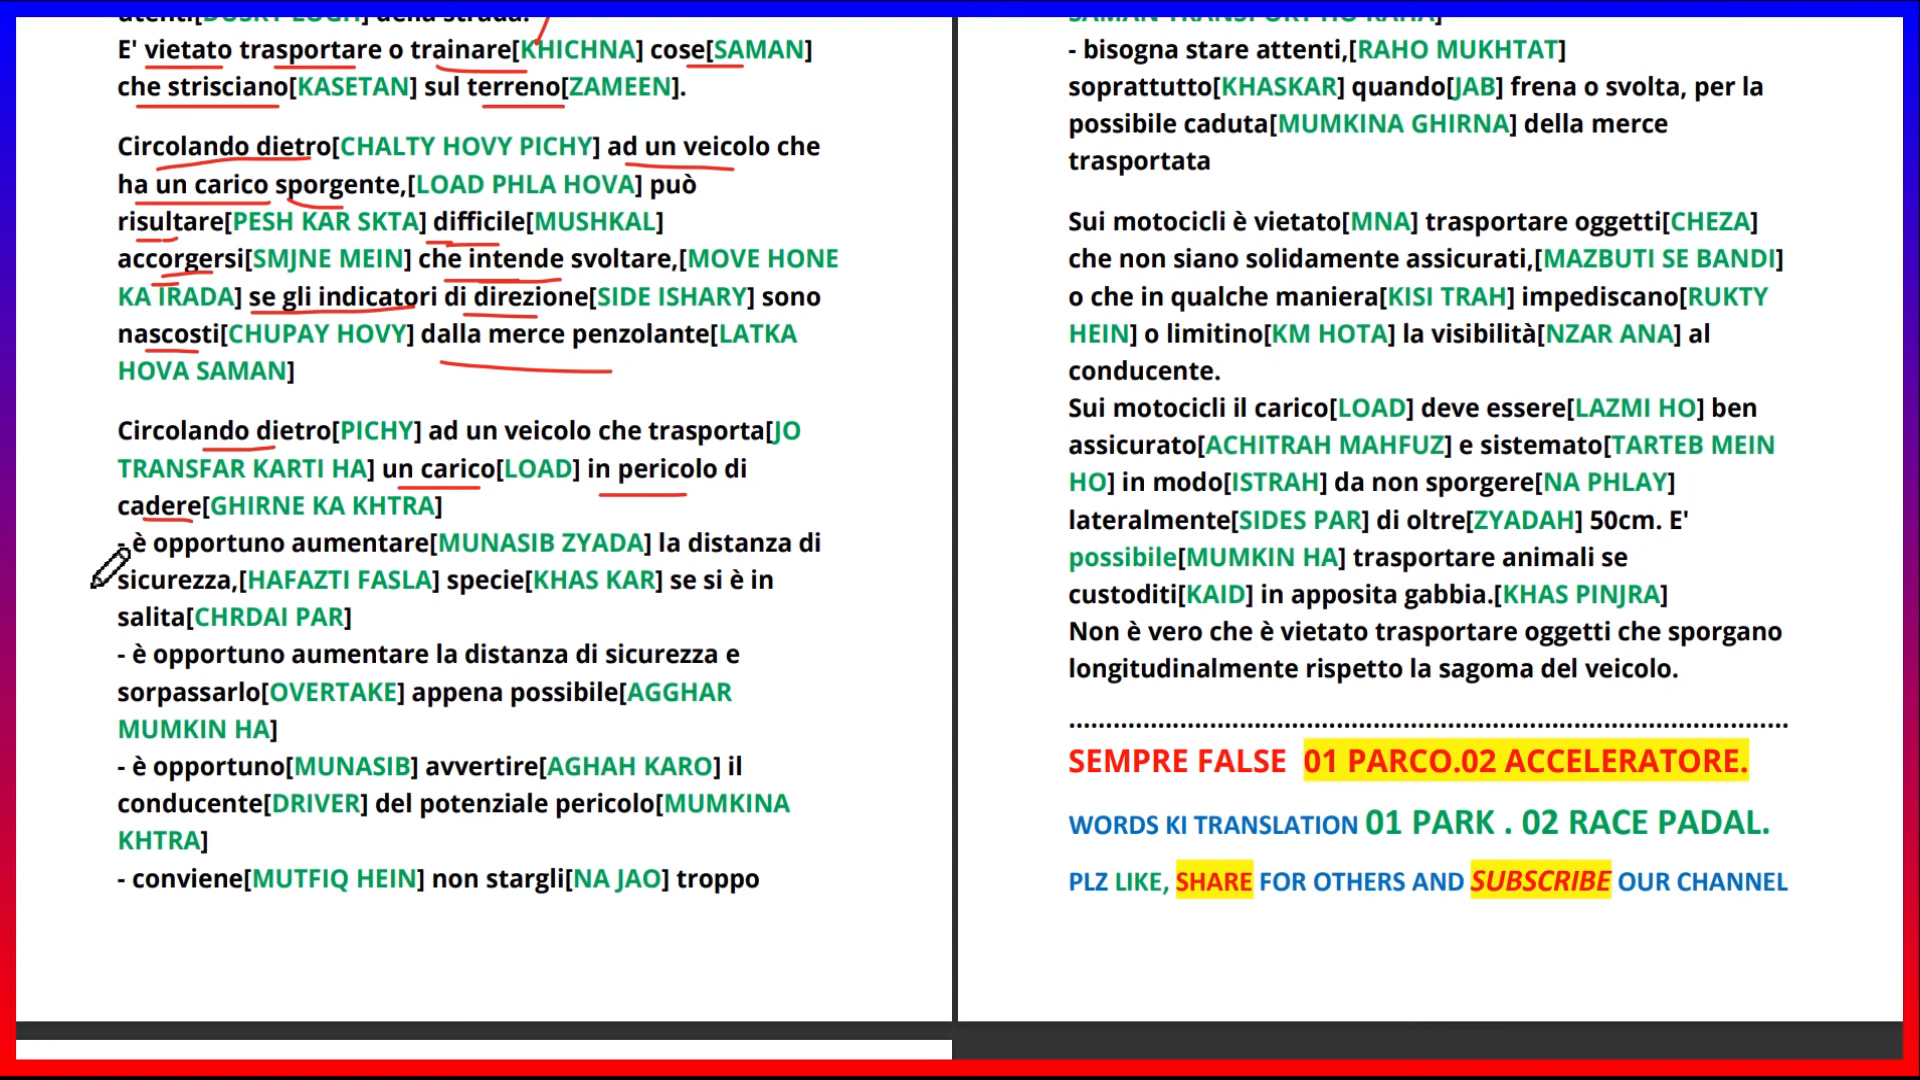 atenti[DUSRY LOGH] della strada.
E' vietato trasportare o trainare[KHICHNA] cose[SAMAN]
che strisciano[KASETAN] sul terreno[ZAMEEN].
Circolando dietro[CHALTY HOVY PICHY] ad un veicolo che
ha un carico sporgente,[LOAD PHLA HOVA] può
risultare[PESH KAR SKTA] difficile[MUSHKAL]
accorgersi[SMJNE MEIN] che intende svoltare,[MOVE HONE
KA IRADA] se gli indicatori di direzione[SIDE ISHARY] sono
nascosti[CHUPAY HOVY] dalla merce penzolante[LATKA
HOVA SAMAN]
Circolando dietro[PICHY] ad un veicolo che trasporta[JO
TRANSFAR KARTI HA] un carico[LOAD] in pericolo di
cadere[GHIRNE KA KHTRA]
- è opportuno aumentare[MUNASIB ZYADA] la distanza di
sicurezza,[HAFAZTI FASLA] specie[KHAS KAR] se si è in
salita[CHRDAI PAR]
- è opportuno aumentare la distanza di sicurezza e
sorpassarlo[OVERTAKE] appena possibile[AGGHAR
MUMKIN HA]
- è opportuno[MUNASIB] avvertire[AGHAH KARO] il
conducente[DRIVER] del potenziale pericolo[MUMKINA
KHTRA]
- conviene[MUTFIQ HEIN] non stargli[NA JAO] troppo
SAMAN TRANSPORT HO RAHA]
- bisogna stare attenti,[RAHO MUKHTAT]
soprattutto[KHASKAR] quando[JAB] frena o svolta, per la
possibile caduta[MUMKINA GHIRNA] della merce
trasportata
Sui motocicli è vietato[MNA] trasportare oggetti[CHEZA]
che non siano solidamente assicurati,[MAZBUTI SE BANDI]
o che in qualche maniera[KISI TRAH] impediscano[RUKTY
HEIN] o limitino[KM HOTA] la visibilità[NZAR ANA] al
conducente.
Sui motocicli il carico[LOAD] deve essere[LAZMI HO] ben
assicurato[ACHITRAH MAHFUZ] e sistemato[TARTEB MEIN
HO] in modo[ISTRAH] da non sporgere[NA PHLAY]
lateralmente[SIDES PAR] di oltre[ZYADAH] 50cm. E'
possibile[MUMKIN HA] trasportare animali se
custoditi[KAID] in apposita gabbia.[KHAS PINJRA]
Non è vero che è vietato trasportare oggetti che sporgano
longitudinalmente rispetto la sagoma del veicolo.
........................................................................................
SEMPRE FALSE 01 PARCO.02 ACCELERATORE.
WORDS KI TRANSLATION 01 PARK . 02 RACE PADAL.
PLZ LIKE, SHARE FOR OTHERS AND SUBSCRIBE OUR CHANNEL